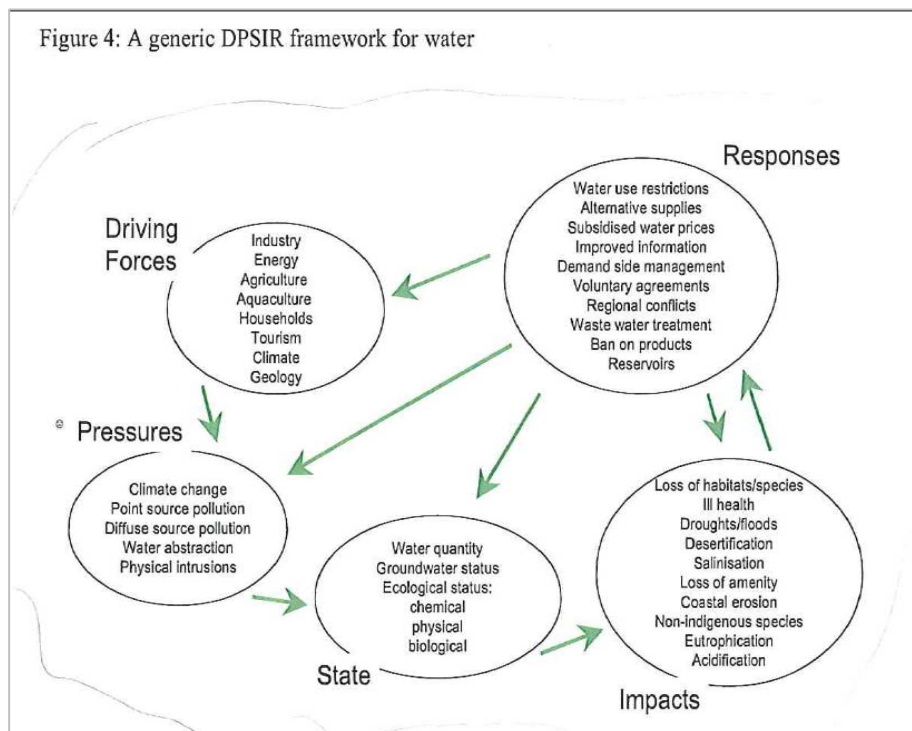 Figure 4: A generic DPSIR framework for water
Responses
Water use restrictions
Alternative supplies
Subsidised water prices
Improved information
Demand side management
Voluntary agreements
Regional conflicts
Waste water treatment
Ban on products
Reservoirs
Driving
Forces
Industry
Energy
Agriculture
Aquaculture
Households
Tourism
Climate
Geology
Pressures
Climate change
Point source pollution
Diffuse source pollution
Water abstraction
Physical intrusions
Water quantity
Groundwater status
Ecological status:
chemical
physical
biological
State
Loss of habitats/species
Ill health
Droughts/floods
Desertification
Salinisation
Loss of amenity
Coastal erosion
Non-indigenous species
Eutrophication
Acidification
Impacts